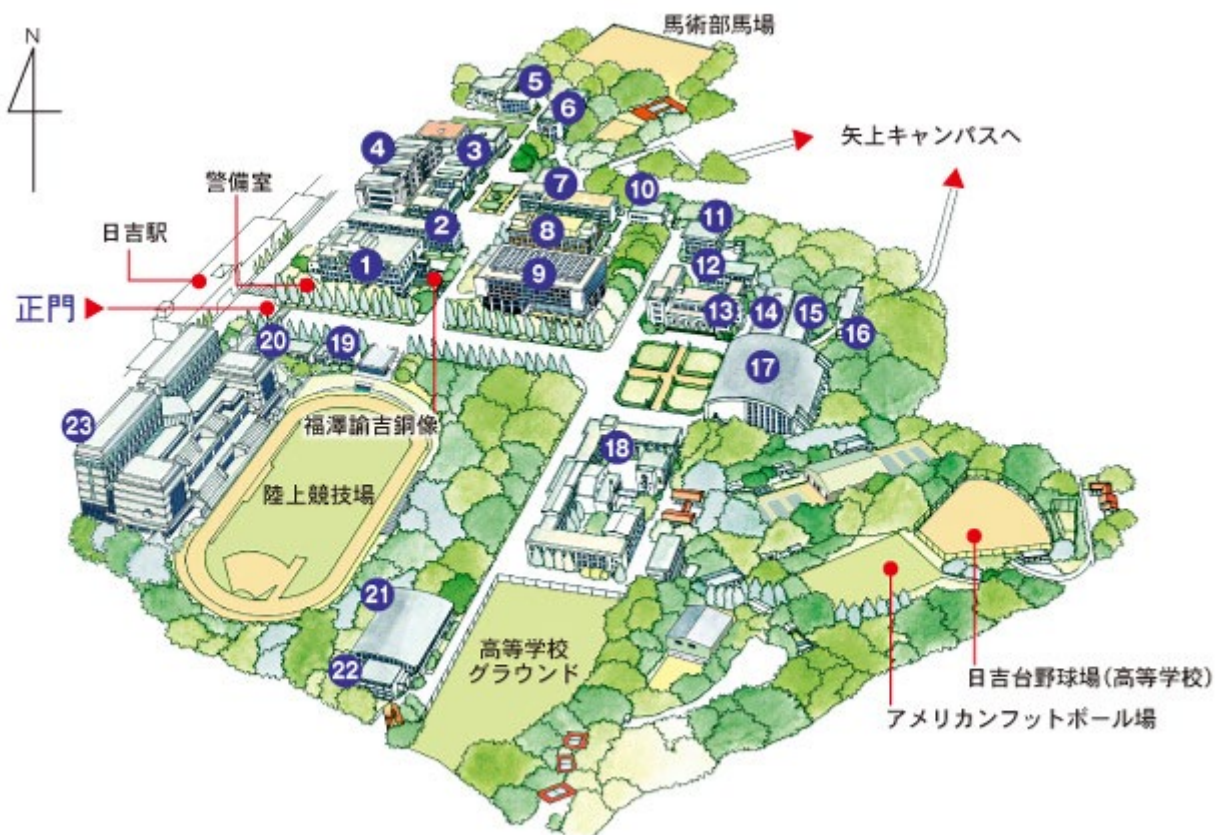 馬術部馬場
N
5
6
4
3
矢上キャンパスへ
警備室
7
10
日吉駅
2
8
11
1
9
12
正門
13
14
15
16
20
19
17
23
福澤諭吉銅像
18
陸上競技場
21
高等学校
グラウンド
22
日吉台野球場(高等学校)
アメリカンフットボール場